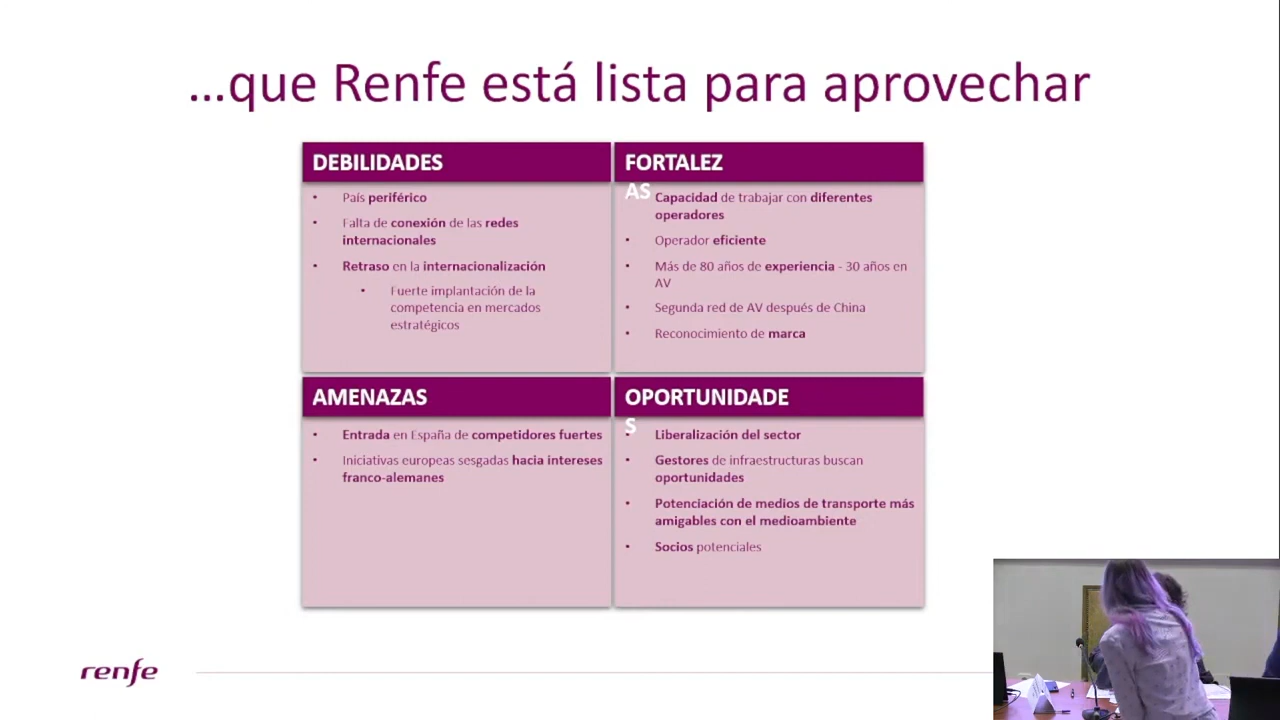 ...que Renfe está lista para aprovechar
DEBILIDADES
• País periférico
• Falta de conexión de las redes
internacionales
• Retraso en la internacionalización
• Fuerte implantación de la
competencia en mercados
estratégicos
FORTALEZ
AS
• Capacidad de trabajar con diferentes
operadores
• Operador eficiente
• Más de 80 años de experiencia - 30 años en
AV
• Segunda red de AV después de China
• Reconocimiento de marca
AMENAZAS
• Entrada en España de competidores fuertes
• Iniciativas europeas sesgadas hacia intereses
franco-alemanes
OPORTUNIDADE
S
• Liberalización del sector
• Gestores de infraestructuras buscan
oportunidades
• Potenciación de medios de transporte más
amigables con el medioambiente
• Socios potenciales
renfe